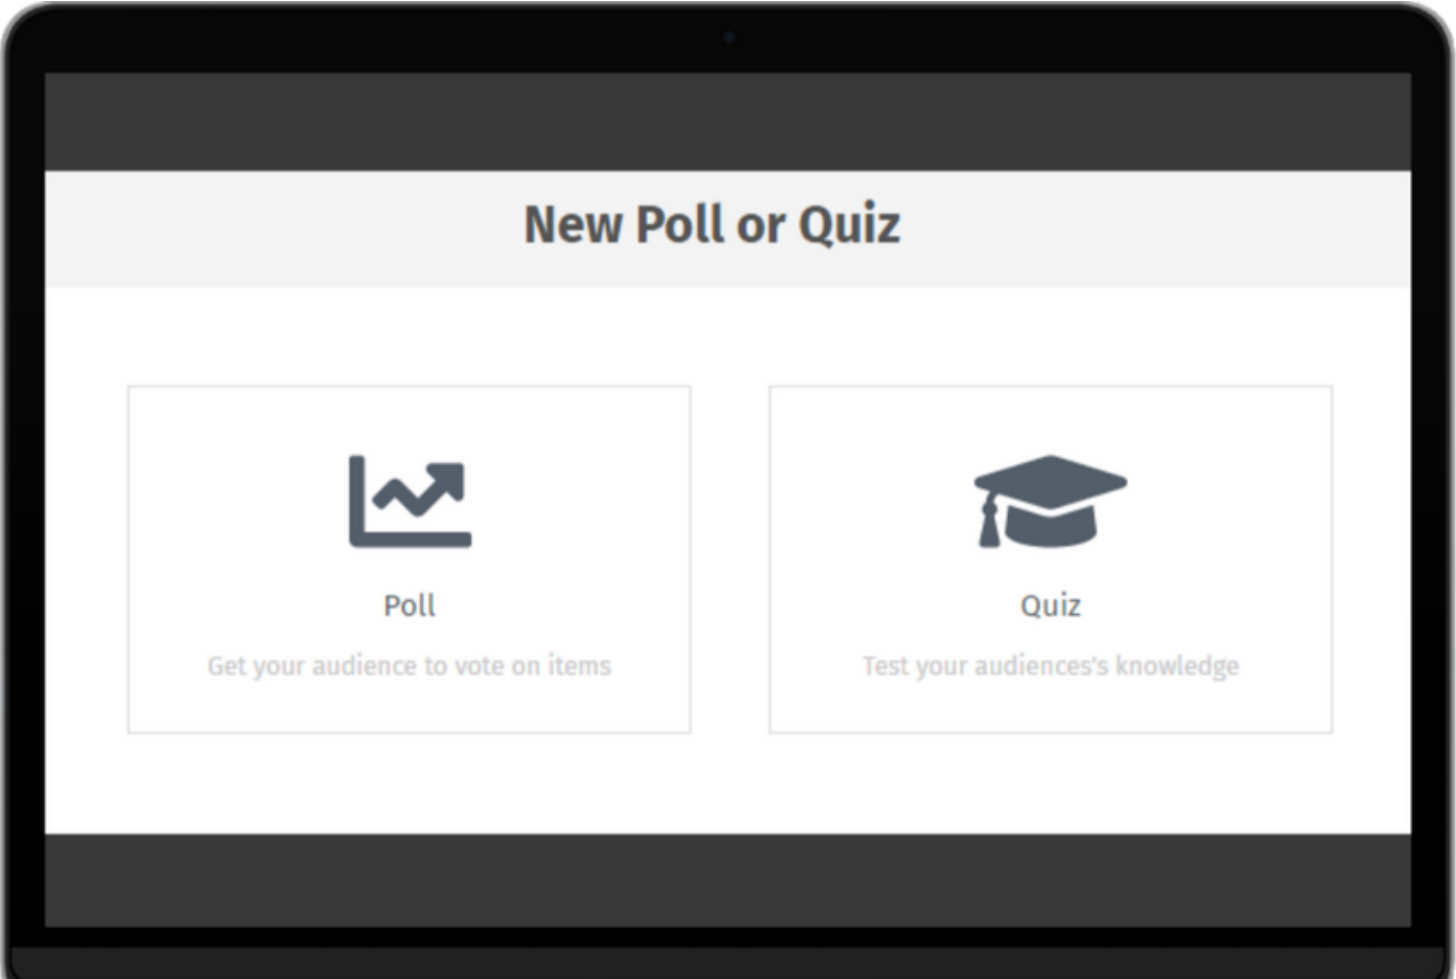 New Poll or Quiz
Poll
Get your audience to vote on items
Quiz
Test your audiences's knowledge